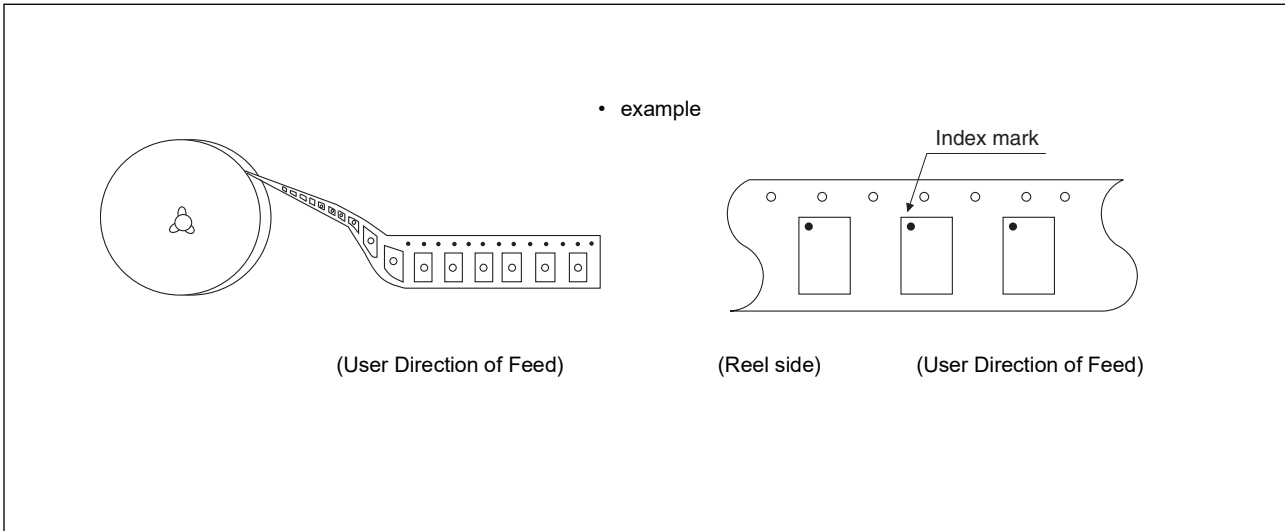 • example
Index mark
(User Direction of Feed)
(Reel side)
(User Direction of Feed)